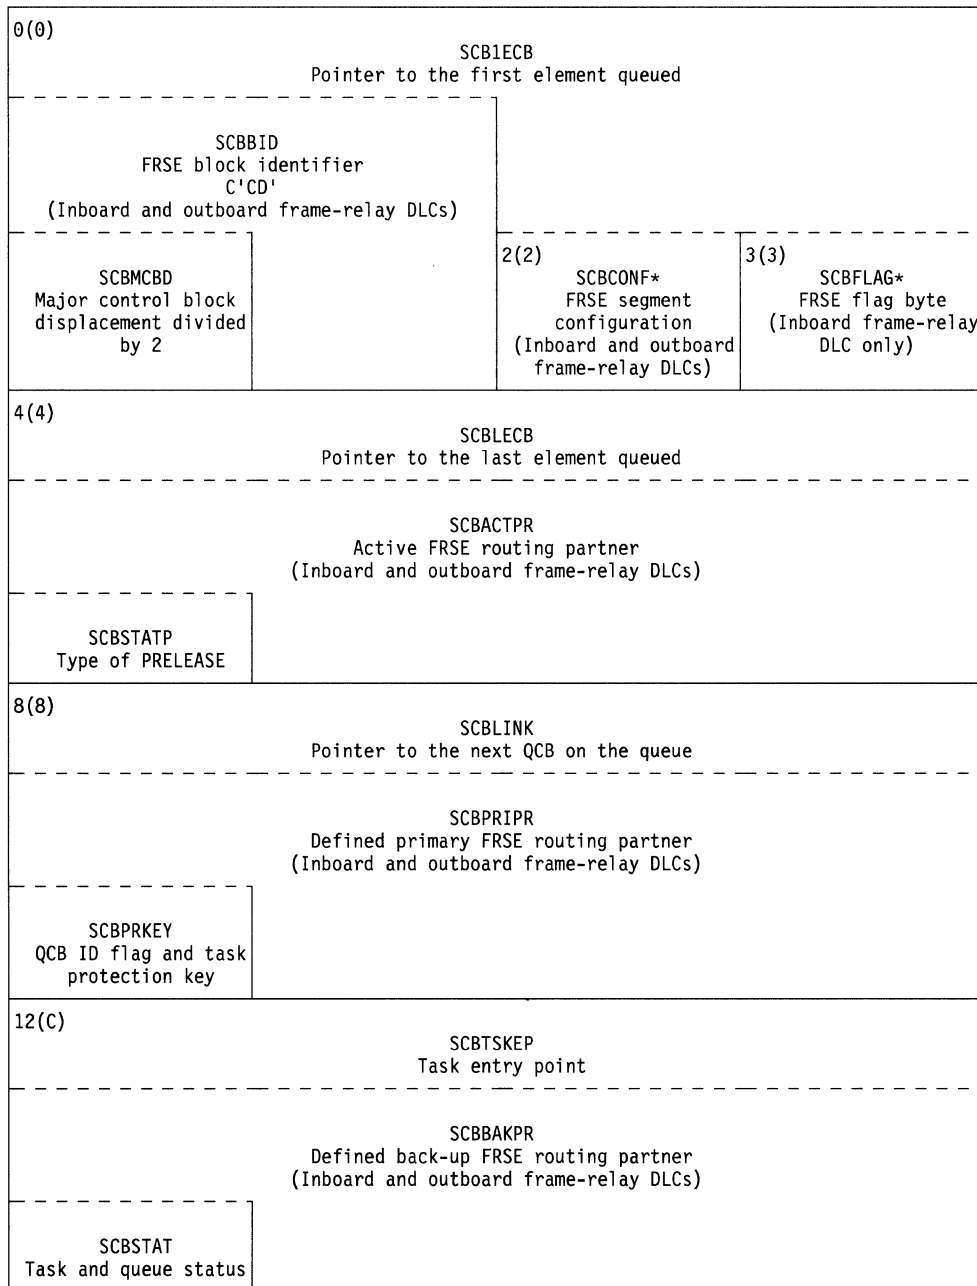 0(0)
SCB1ECB
Pointer to the first element queued
SCBBID
FRSE block identifier
C'CD'
(Inboard and outboard frame-relay DLCs)
SCBMCBD
Major control block
displacement divided
by 2
2(2)
SCBCONF*
FRSE segment
configuration
(Inboard and outboard
frame-relay DLCs)
3(3)
SCBFLAG*
FRSE flag byte
(Inboard frame-relay
DLC only)
4(4)
SCBLECB
Pointer to the last element queued
SCBACTPR
Active FRSE routing partner
(Inboard and outboard frame-relay DLCs)
SCBSTATP
Type of PRELEASE
8(8)
SCBLINK
Pointer to the next QCB on the queue
SCBPRIPR
Defined primary FRSE routing partner
(Inboard and outboard frame-relay DLCs)
SCBPRKEY
QCB ID flag and task
protection key
12(C)
SCBTSKEP
Task entry point
SCBBAKPR
Defined back-up FRSE routing partner
(Inboard and outboard frame-relay DLCs)
SCBSTAT
Task and queue status